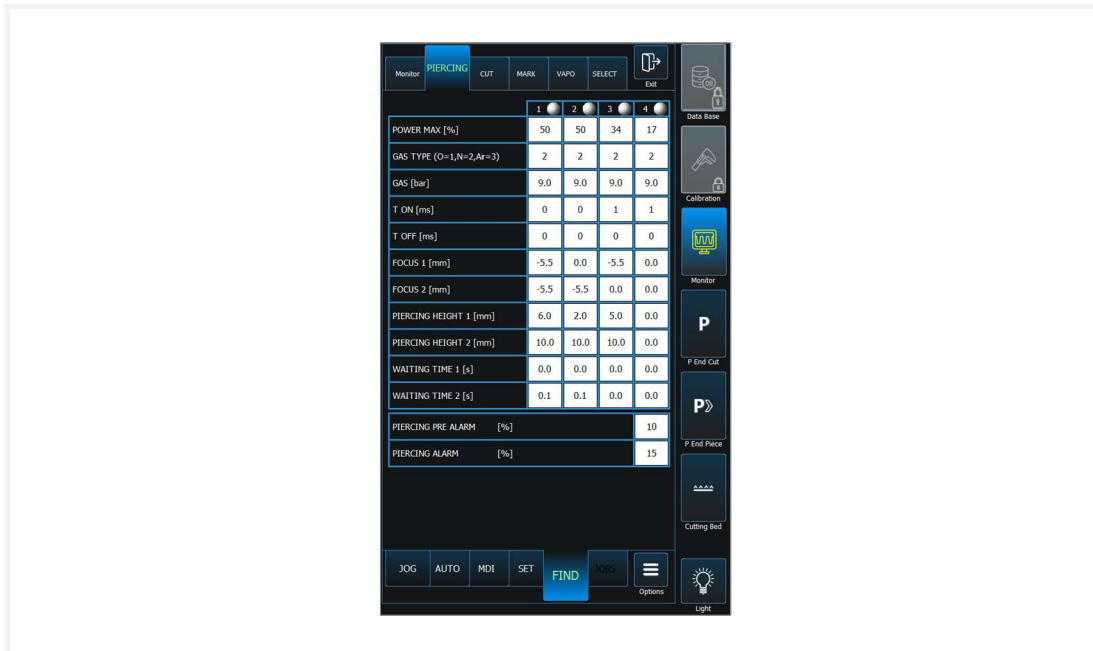 Monitor PIERCING CUT MARK VAPO SELECT Exit
1 2 3 4
POWER MAX [%] 50 50 34 17
GAS TYPE (O=1,N=2,Air=3) 2 2 2 2
GAS [bar] 9.0 9.0 9.0 9.0
T ON [ms] 0 0 1 1
T OFF [ms] 0 0 0 0
FOCUS 1 [mm] -5.5 0.0 -5.5 0.0
FOCUS 2 [mm] -5.5 -5.5 0.0 0.0
PIERCING HEIGHT 1 [mm] 6.0 2.0 5.0 0.0
PIERCING HEIGHT 2 [mm] 10.0 10.0 10.0 0.0
WAITING TIME 1 [s] 0.0 0.0 0.0 0.0
WAITING TIME 2 [s] 0.1 0.1 0.0 0.0
PIERCING PRE ALARM [%] 10
PIERCING ALARM [%] 15
JOG AUTO MDI SET FIND JOBS Options
DB
Data Base
Calibration
Monitor
P
P End Cut
P»
P End Piece
Cutting Bed
Light